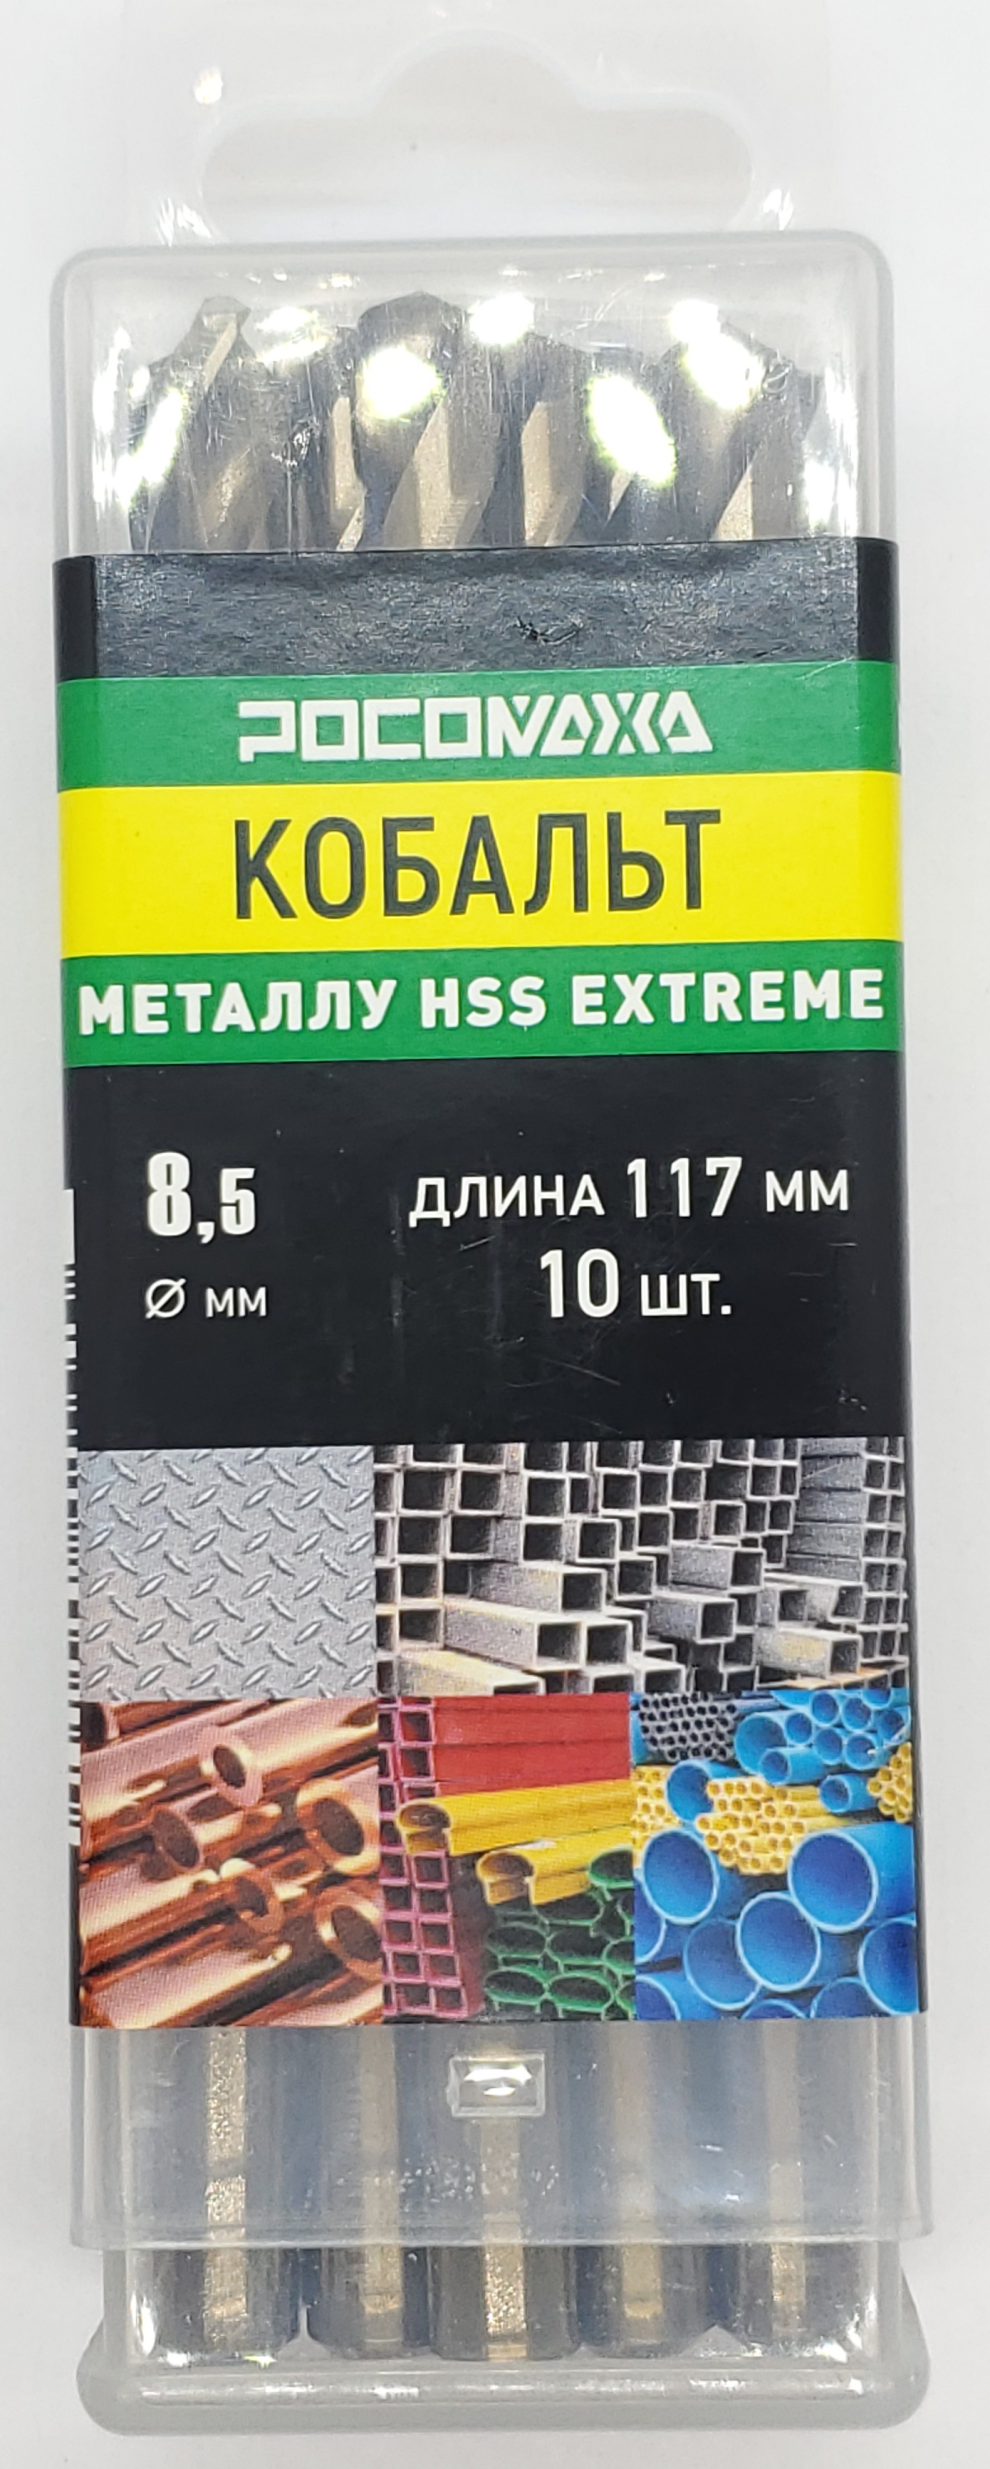 РОСОМАХА
КОБАЛЬТ
МЕТАЛЛУ HSS EXTREME
8,5
Ø мм
ДЛИНА 117 мм
10 шт.